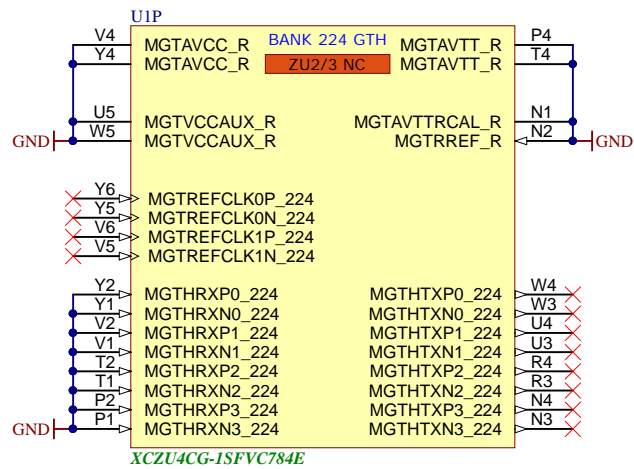 U1P
BANK 224 GTH
ZU2/3 NC
V4 MGTAVCC_R MGTAVTT_R P4
Y4 MGTAVCC_R MGTAVTT_R T4
U5 MGTVCCAUX_R MGTAVTTRCAL_R N1
GND W5 MGTVCCAUX_R MGTRREF_R N2 GND
Y6 MGTREFCLK0P_224
Y5 MGTREFCLK0N_224
V6 MGTREFCLK1P_224
V5 MGTREFCLK1N_224
Y2 MGTHRXP0_224 MGTHTXP0_224 W4
Y1 MGTHRXN0_224 MGTHTXN0_224 W3
V2 MGTHRXP1_224 MGTHTXP1_224 U4
V1 MGTHRXN1_224 MGTHTXN1_224 U3
T2 MGTHRXP2_224 MGTHTXP2_224 R4
T1 MGTHRXN2_224 MGTHTXN2_224 R3
P2 MGTHRXP3_224 MGTHTXP3_224 N4
GND P1 MGTHRXN3_224 MGTHTXN3_224 N3
XCZU4CG-1SFVC784E